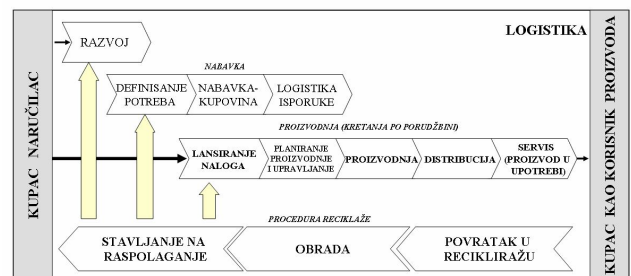 LOGISTIKA
KUPAC NARUČILAC
RAZVOJ
NABAVKA
DEFINISANJE
POTREBA
NABAVKA-
KUPOVINA
LOGISTIKA
ISPORUKE
PROIZVODNJA (KRETANJA PO PORUDŽBINI)
LANSIRANJE
NALOGA
PLANIRANJE
PROIZVODNJE
I UPRAVLJANJE
PROIZVODNJA
DISTRIBUCIJA
SERVIS
(PROIZVOD U
UPOTREBI)
PROCEDURA RECIKLAŽE
STAVLJANJE NA
RASPOLAGANJE
OBRADA
POVRATAK U
RECIKLIRAŽU
KUPAC KAO KORISNIK PROIZVODA